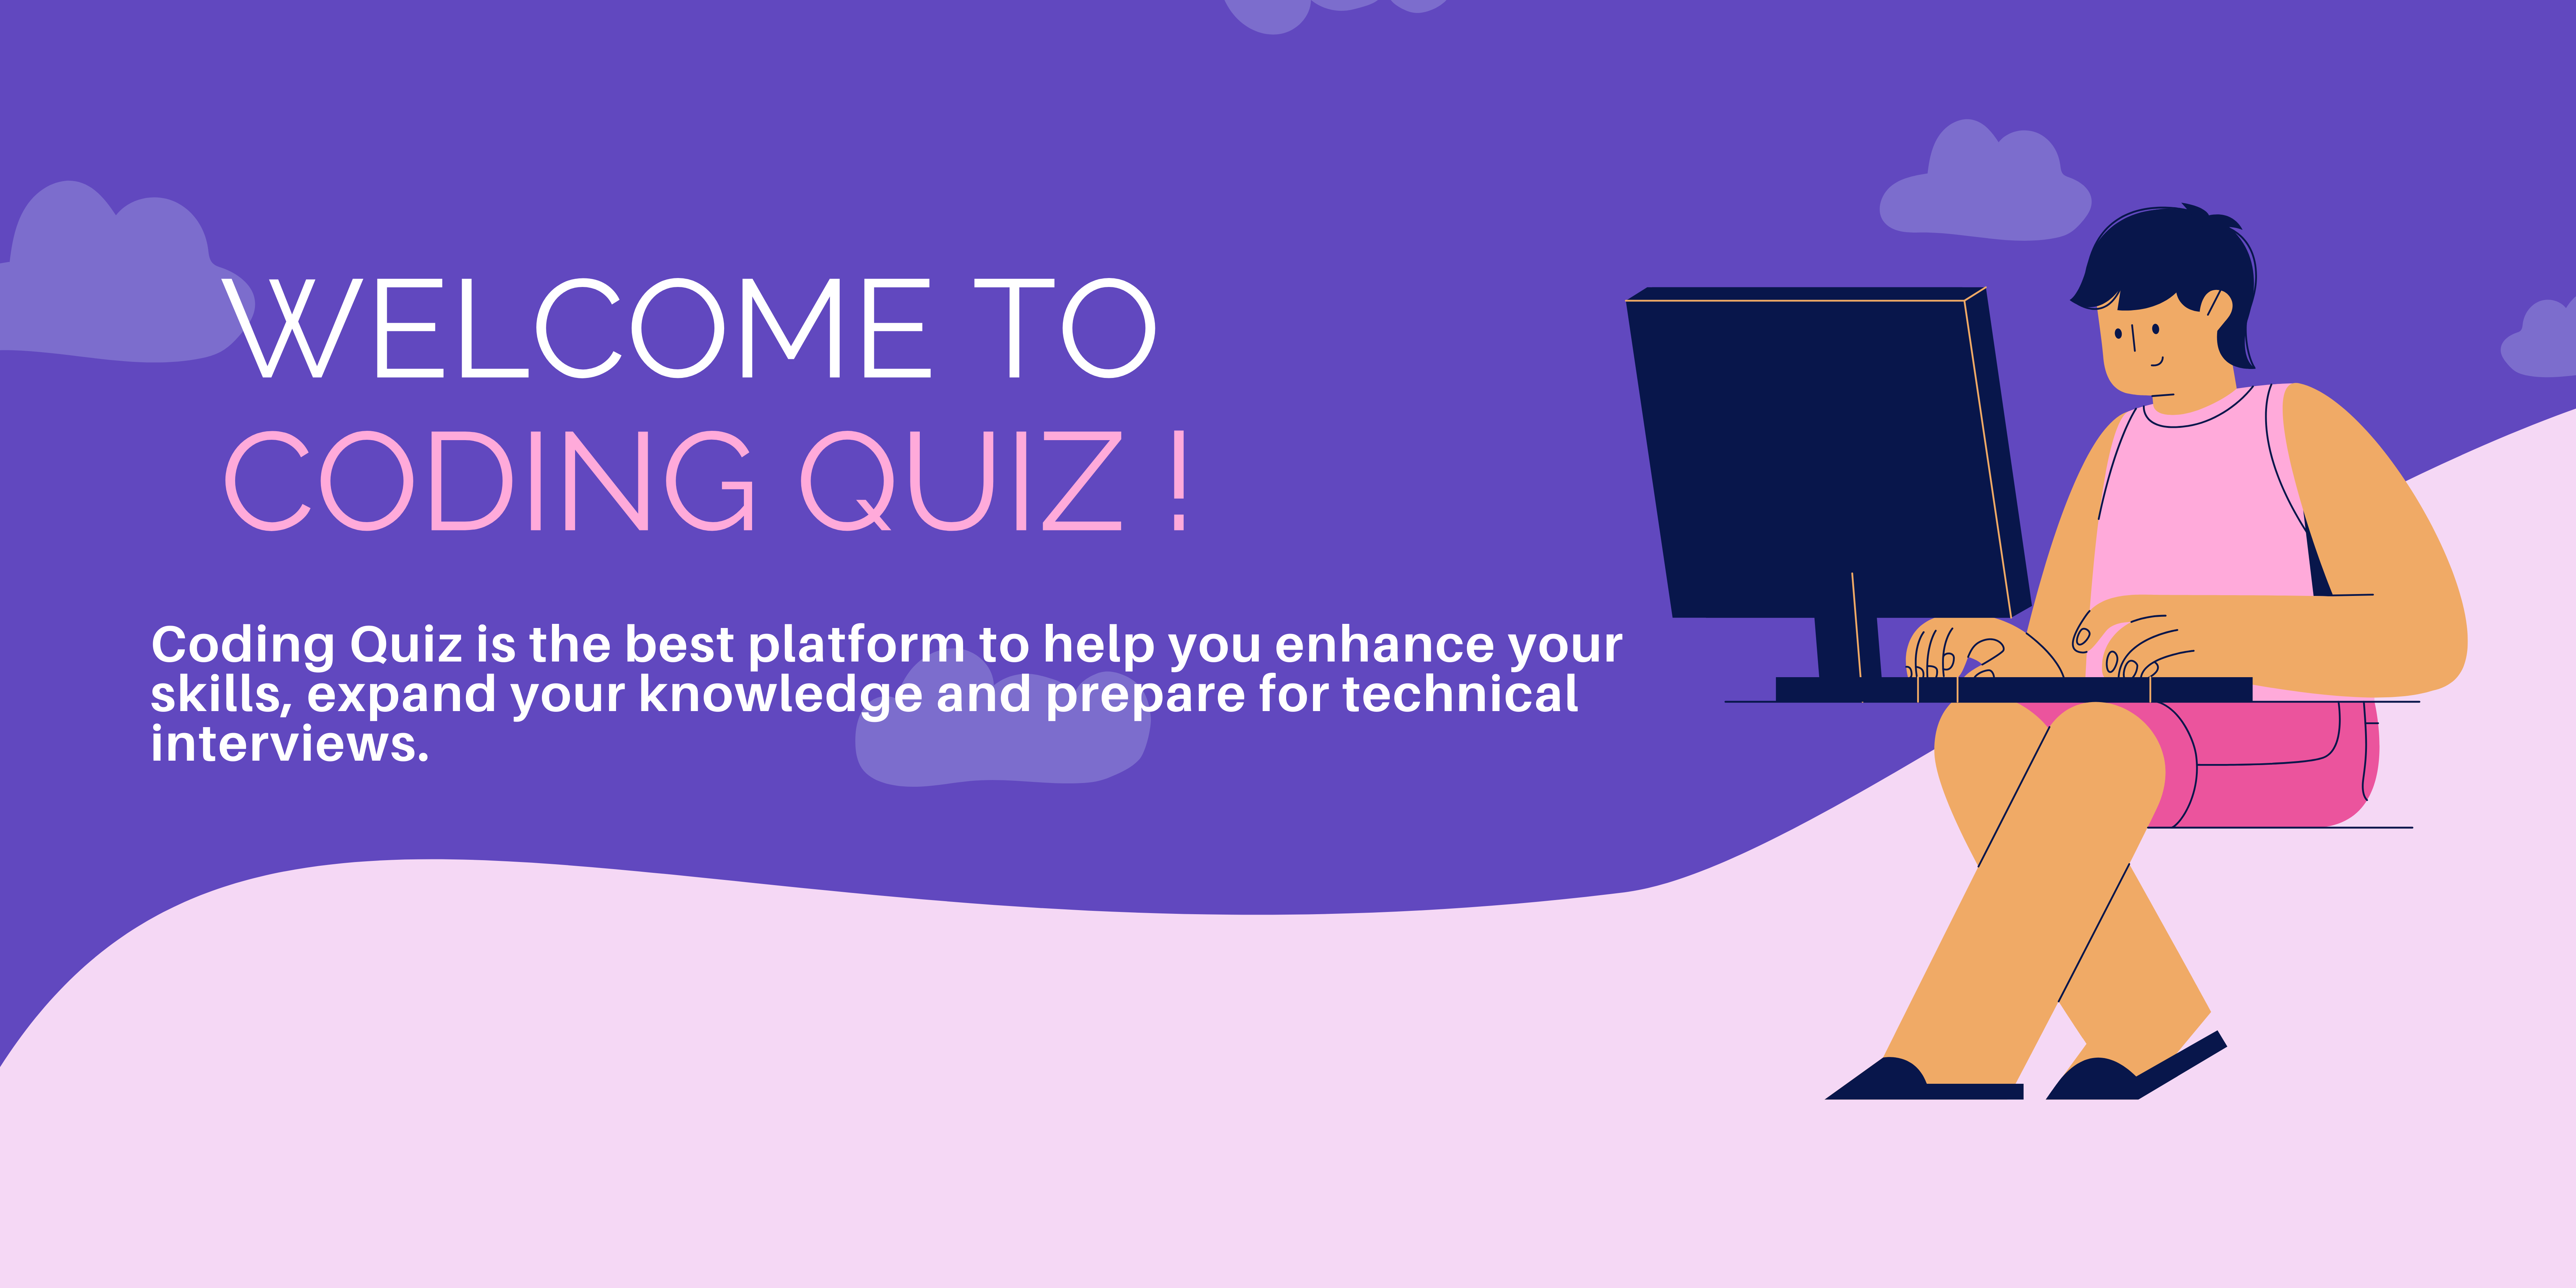 WELCOME TO
CODING QUIZ !
Coding Quiz is the best platform to help you enhance your
skills, expand your knowledge and prepare for technical
interviews.